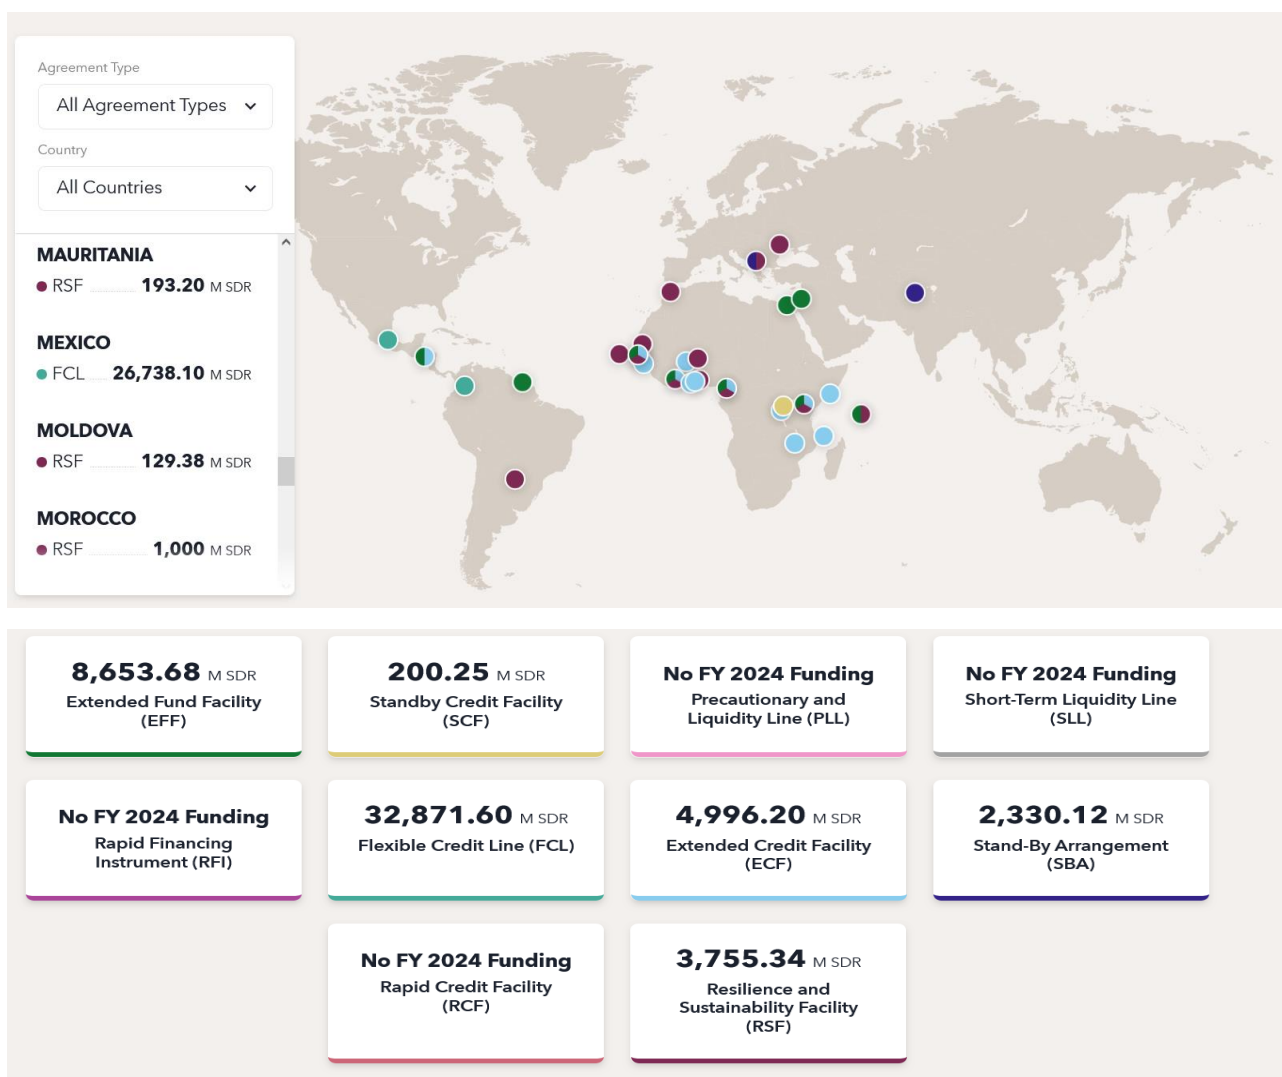 Agreement Type
All Agreement Types
Country
All Countries
MAURITANIA
RSF 193.20 M SDR
MEXICO
FCL 26,738.10 M SDR
MOLDOVA
RSF 129.38 M SDR
MOROCCO
RSF 1,000 M SDR
8,653.68 M SDR
Extended Fund Facility
(EFF)
200.25 M SDR
Standby Credit Facility
(SCF)
No FY 2024 Funding
Precautionary and
Liquidity Line (PLL)
No FY 2024 Funding
Short-Term Liquidity Line
(SLL)
No FY 2024 Funding
Rapid Financing
Instrument (RFI)
32,871.60 M SDR
Flexible Credit Line (FCL)
4,996.20 M SDR
Extended Credit Facility
(ECF)
2,330.12 M SDR
Stand-By Arrangement
(SBA)
No FY 2024 Funding
Rapid Credit Facility
(RCF)
3,755.34 M SDR
Resilience and
Sustainability Facility
(RSF)